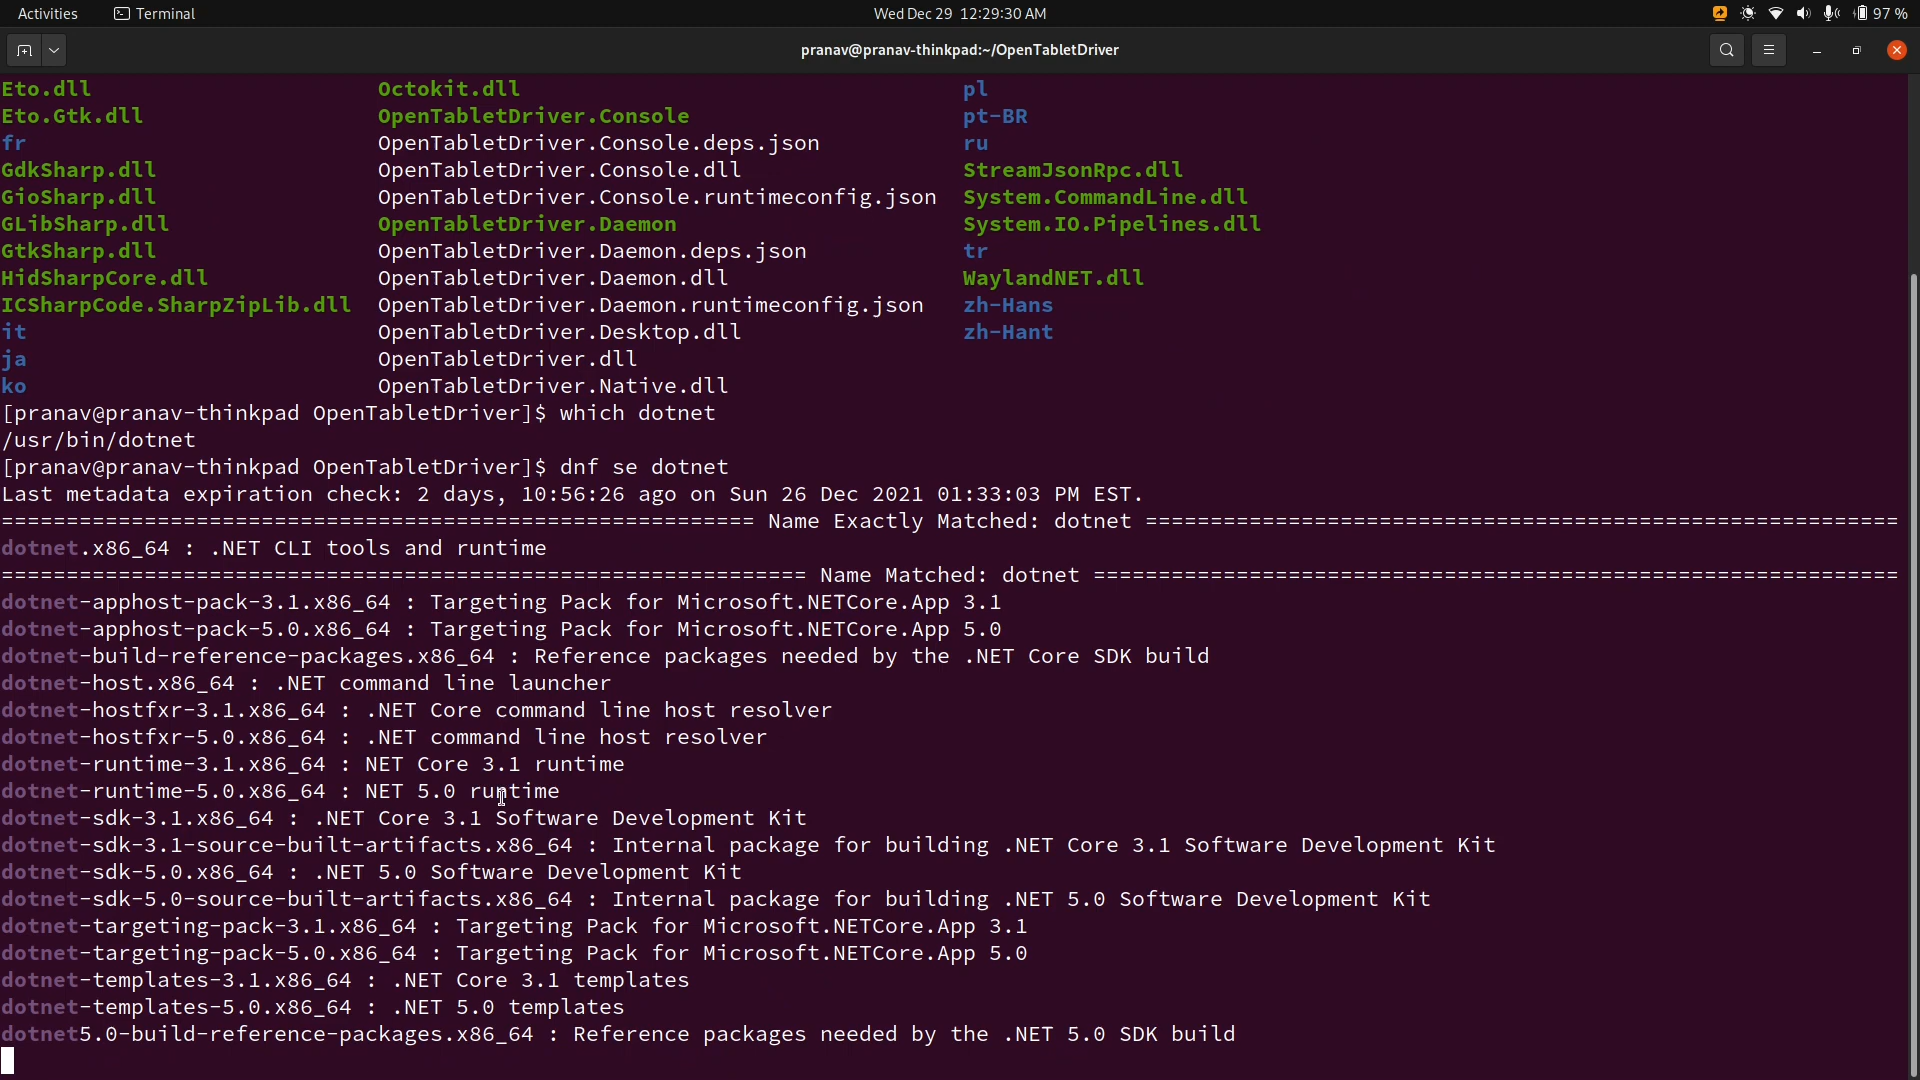 Activities Terminal Wed Dec 29 12:29:30 AM 97 %
pranav@pranav-thinkpad:~/OpenTabletDriver
Eto.dll Octokit.dll pl
Eto.Gtk.dll OpenTabletDriver.Console pt-BR
fr OpenTabletDriver.Console.deps.json ru
GdkSharp.dll OpenTabletDriver.Console.dll StreamJsonRpc.dll
GioSharp.dll OpenTabletDriver.Console.runtimeconfig.json System.CommandLine.dll
GLibSharp.dll OpenTabletDriver.Daemon System.IO.Pipelines.dll
GtkSharp.dll OpenTabletDriver.Daemon.deps.json tr
HidSharpCore.dll OpenTabletDriver.Daemon.dll WaylandNET.dll
ICSharpCode.SharpZipLib.dll OpenTabletDriver.Daemon.runtimeconfig.json zh-Hans
it OpenTabletDriver.Desktop.dll zh-Hant
ja OpenTabletDriver.dll
ko OpenTabletDriver.Native.dll
[pranav@pranav-thinkpad OpenTabletDriver]$ which dotnet
/usr/bin/dotnet
[pranav@pranav-thinkpad OpenTabletDriver]$ dnf se dotnet
Last metadata expiration check: 2 days, 10:56:26 ago on Sun 26 Dec 2021 01:33:03 PM EST.
========================================================== Name Exactly Matched: dotnet ==========================================================
dotnet.x86_64 : .NET CLI tools and runtime
============================================================== Name Matched: dotnet ==============================================================
dotnet-apphost-pack-3.1.x86_64 : Targeting Pack for Microsoft.NETCore.App 3.1
dotnet-apphost-pack-5.0.x86_64 : Targeting Pack for Microsoft.NETCore.App 5.0
dotnet-build-reference-packages.x86_64 : Reference packages needed by the .NET Core SDK build
dotnet-host.x86_64 : .NET command line launcher
dotnet-hostfxr-3.1.x86_64 : .NET Core command line host resolver
dotnet-hostfxr-5.0.x86_64 : .NET command line host resolver
dotnet-runtime-3.1.x86_64 : NET Core 3.1 runtime
dotnet-runtime-5.0.x86_64 : NET 5.0 runtime
dotnet-sdk-3.1.x86_64 : .NET Core 3.1 Software Development Kit
dotnet-sdk-3.1-source-built-artifacts.x86_64 : Internal package for building .NET Core 3.1 Software Development Kit
dotnet-sdk-5.0.x86_64 : .NET 5.0 Software Development Kit
dotnet-sdk-5.0-source-built-artifacts.x86_64 : Internal package for building .NET 5.0 Software Development Kit
dotnet-targeting-pack-3.1.x86_64 : Targeting Pack for Microsoft.NETCore.App 3.1
dotnet-targeting-pack-5.0.x86_64 : Targeting Pack for Microsoft.NETCore.App 5.0
dotnet-templates-3.1.x86_64 : .NET Core 3.1 templates
dotnet-templates-5.0.x86_64 : .NET 5.0 templates
dotnet5.0-build-reference-packages.x86_64 : Reference packages needed by the .NET 5.0 SDK build